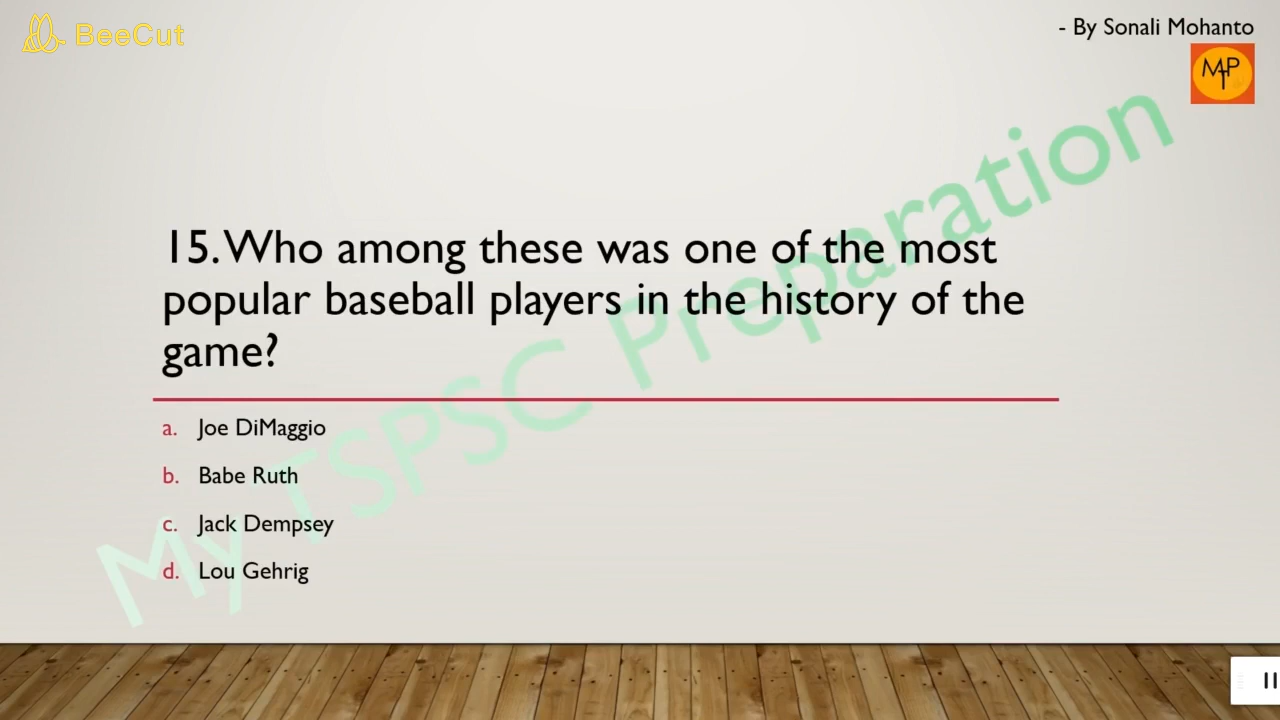 BeeCut
- By Sonali Mohanto
MTP
15. Who among these was one of the most
popular baseball players in the history of the
game?
a. Joe DiMaggio
b. Babe Ruth
c. Jack Dempsey
d. Lou Gehrig
My TSPSC Preparation